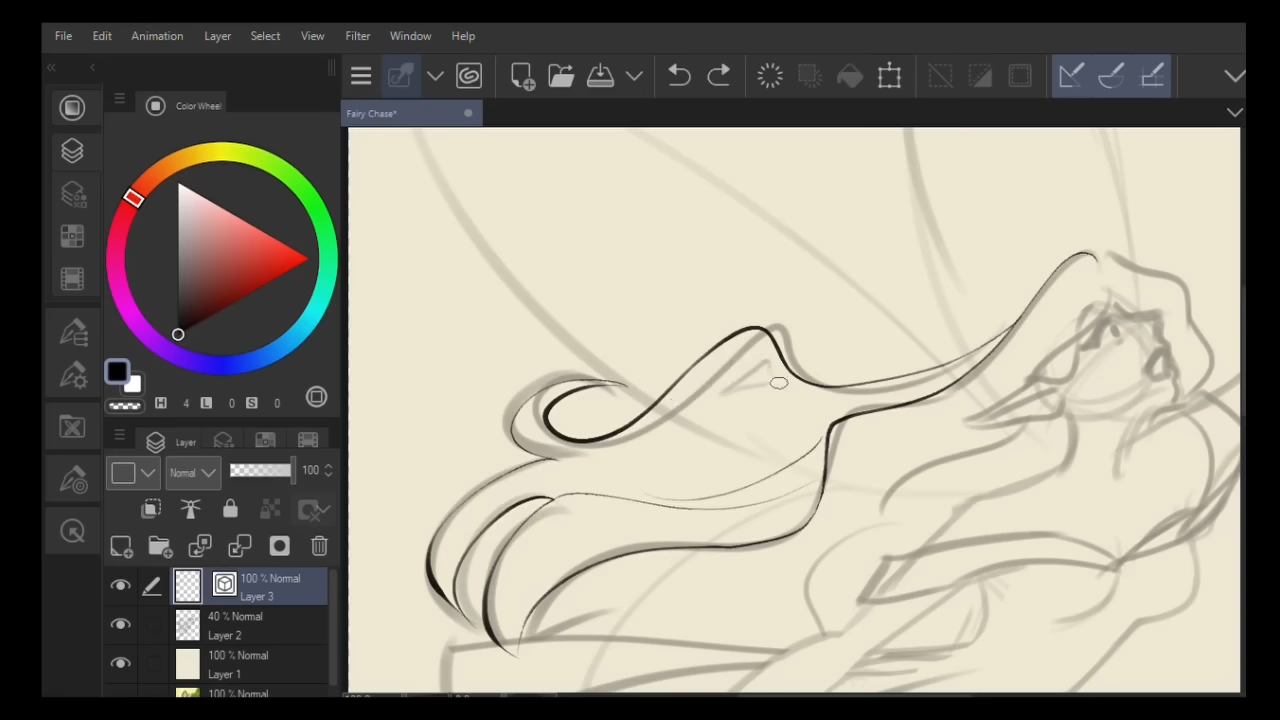 File Edit Animation Layer Select View Filter Window Help
Color Wheel
Fairy Chase*
H 4 L 0 S 0
Layer
Normal 100
100 % Normal
Layer 3
40 % Normal
Layer 2
100 % Normal
Layer 1
100 % Normal